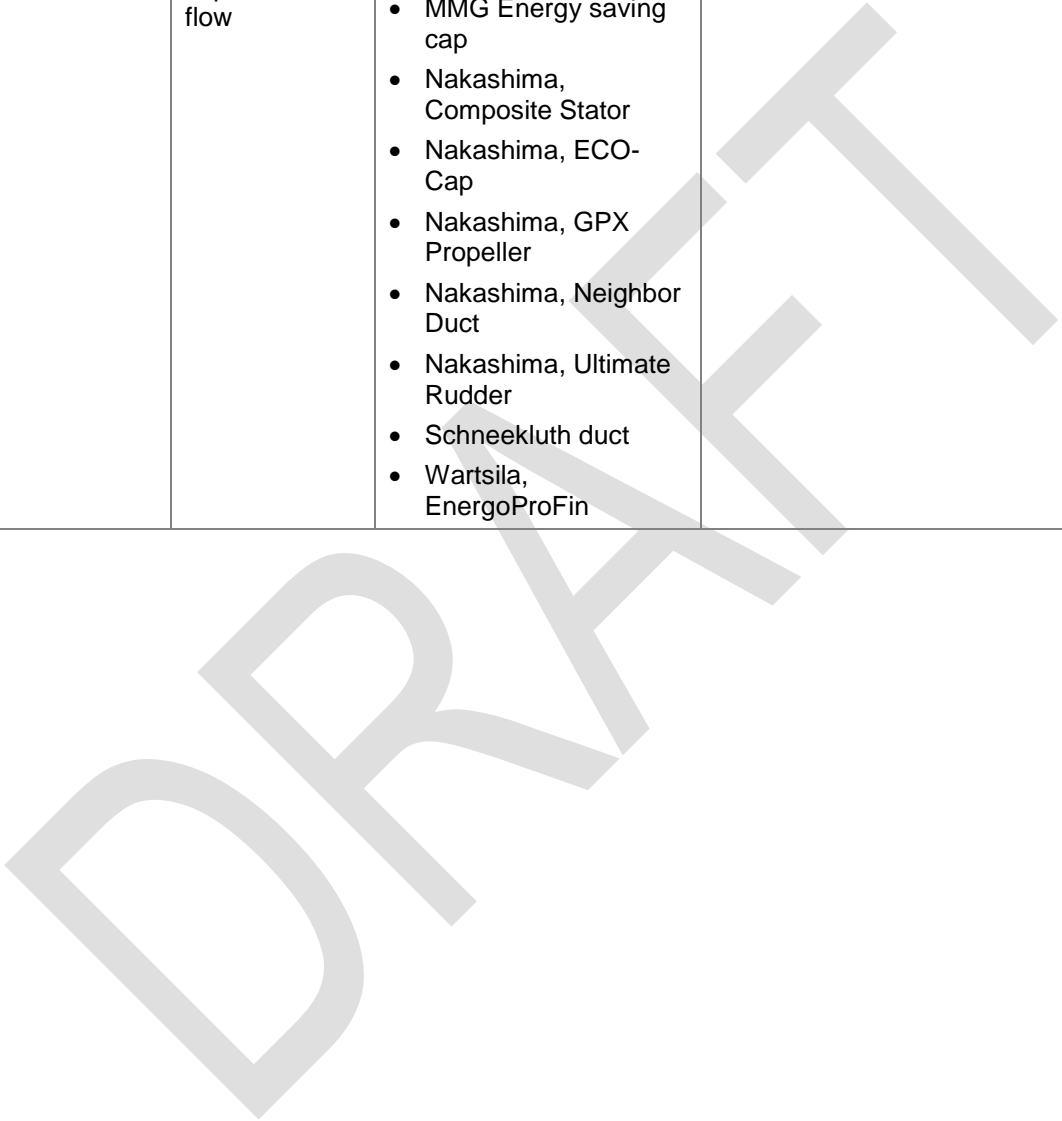 flow
• MMG Energy saving
cap
• Nakashima,
Composite Stator
• Nakashima, ECO-
Cap
• Nakashima, GPX
Propeller
• Nakashima, Neighbor
Duct
• Nakashima, Ultimate
Rudder
• Schneekluth duct
• Wartsila,
EnergoProFin
DRAFT